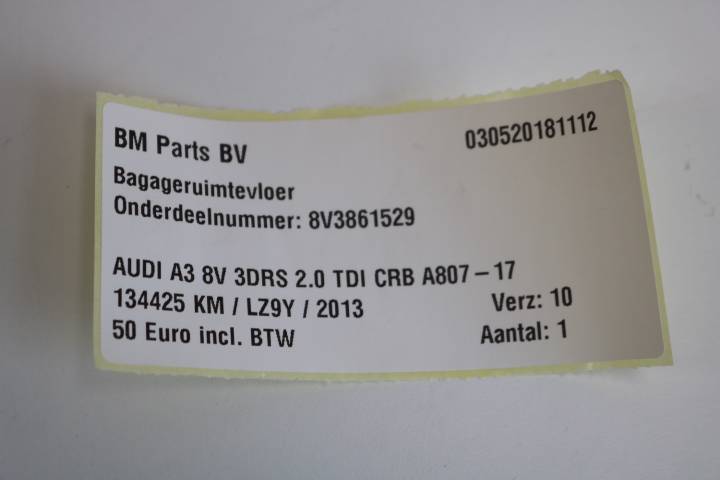 BM Parts BV 030520181112
Bagageruimtevloer
Onderdeelnummer: 8V3861529
AUDI A3 8V 3DRS 2.0 TDI CRB A807 – 17
134425 KM / LZ9Y / 2013 Verz: 10
50 Euro incl. BTW Aantal: 1